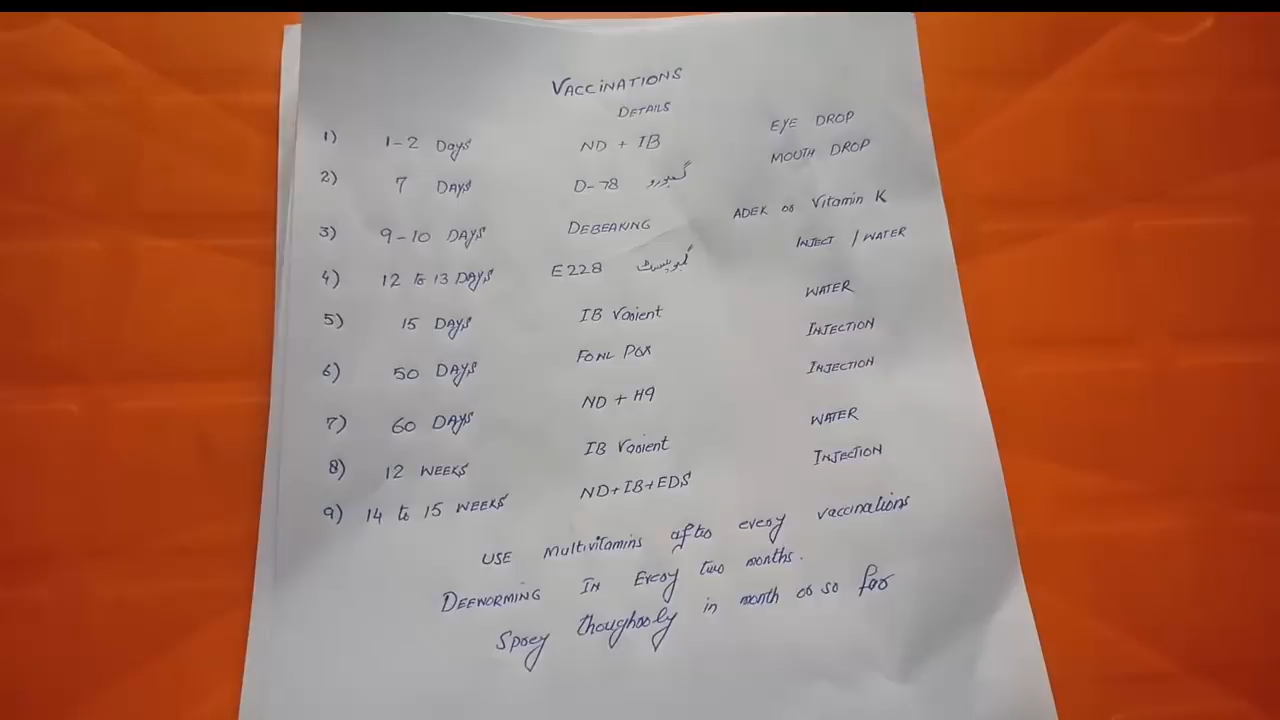 VACCINATIONS
DETAILS
1) 1-2 Days ND + IB EYE DROP
2) 7 DAYS D-78 گمبورو MOUTH DROP
3) 9-10 DAYS DEBEAKING ADEK or Vitamin K
4) 12 to 13 DAYS E228 INJECT / WATER
5) 15 DAYS IB Varient WATER
6) 50 DAYS FOWL POX INJECTION
7) 60 DAYS ND + H9 INJECTION
8) 12 WEEKS IB Varient WATER
9) 14 to 15 WEEKS ND+IB+EDS INJECTION
USE Multivitamins after every vaccinations
DEEWORMING IN Every two months.
Sprey thoughorly in month or so far